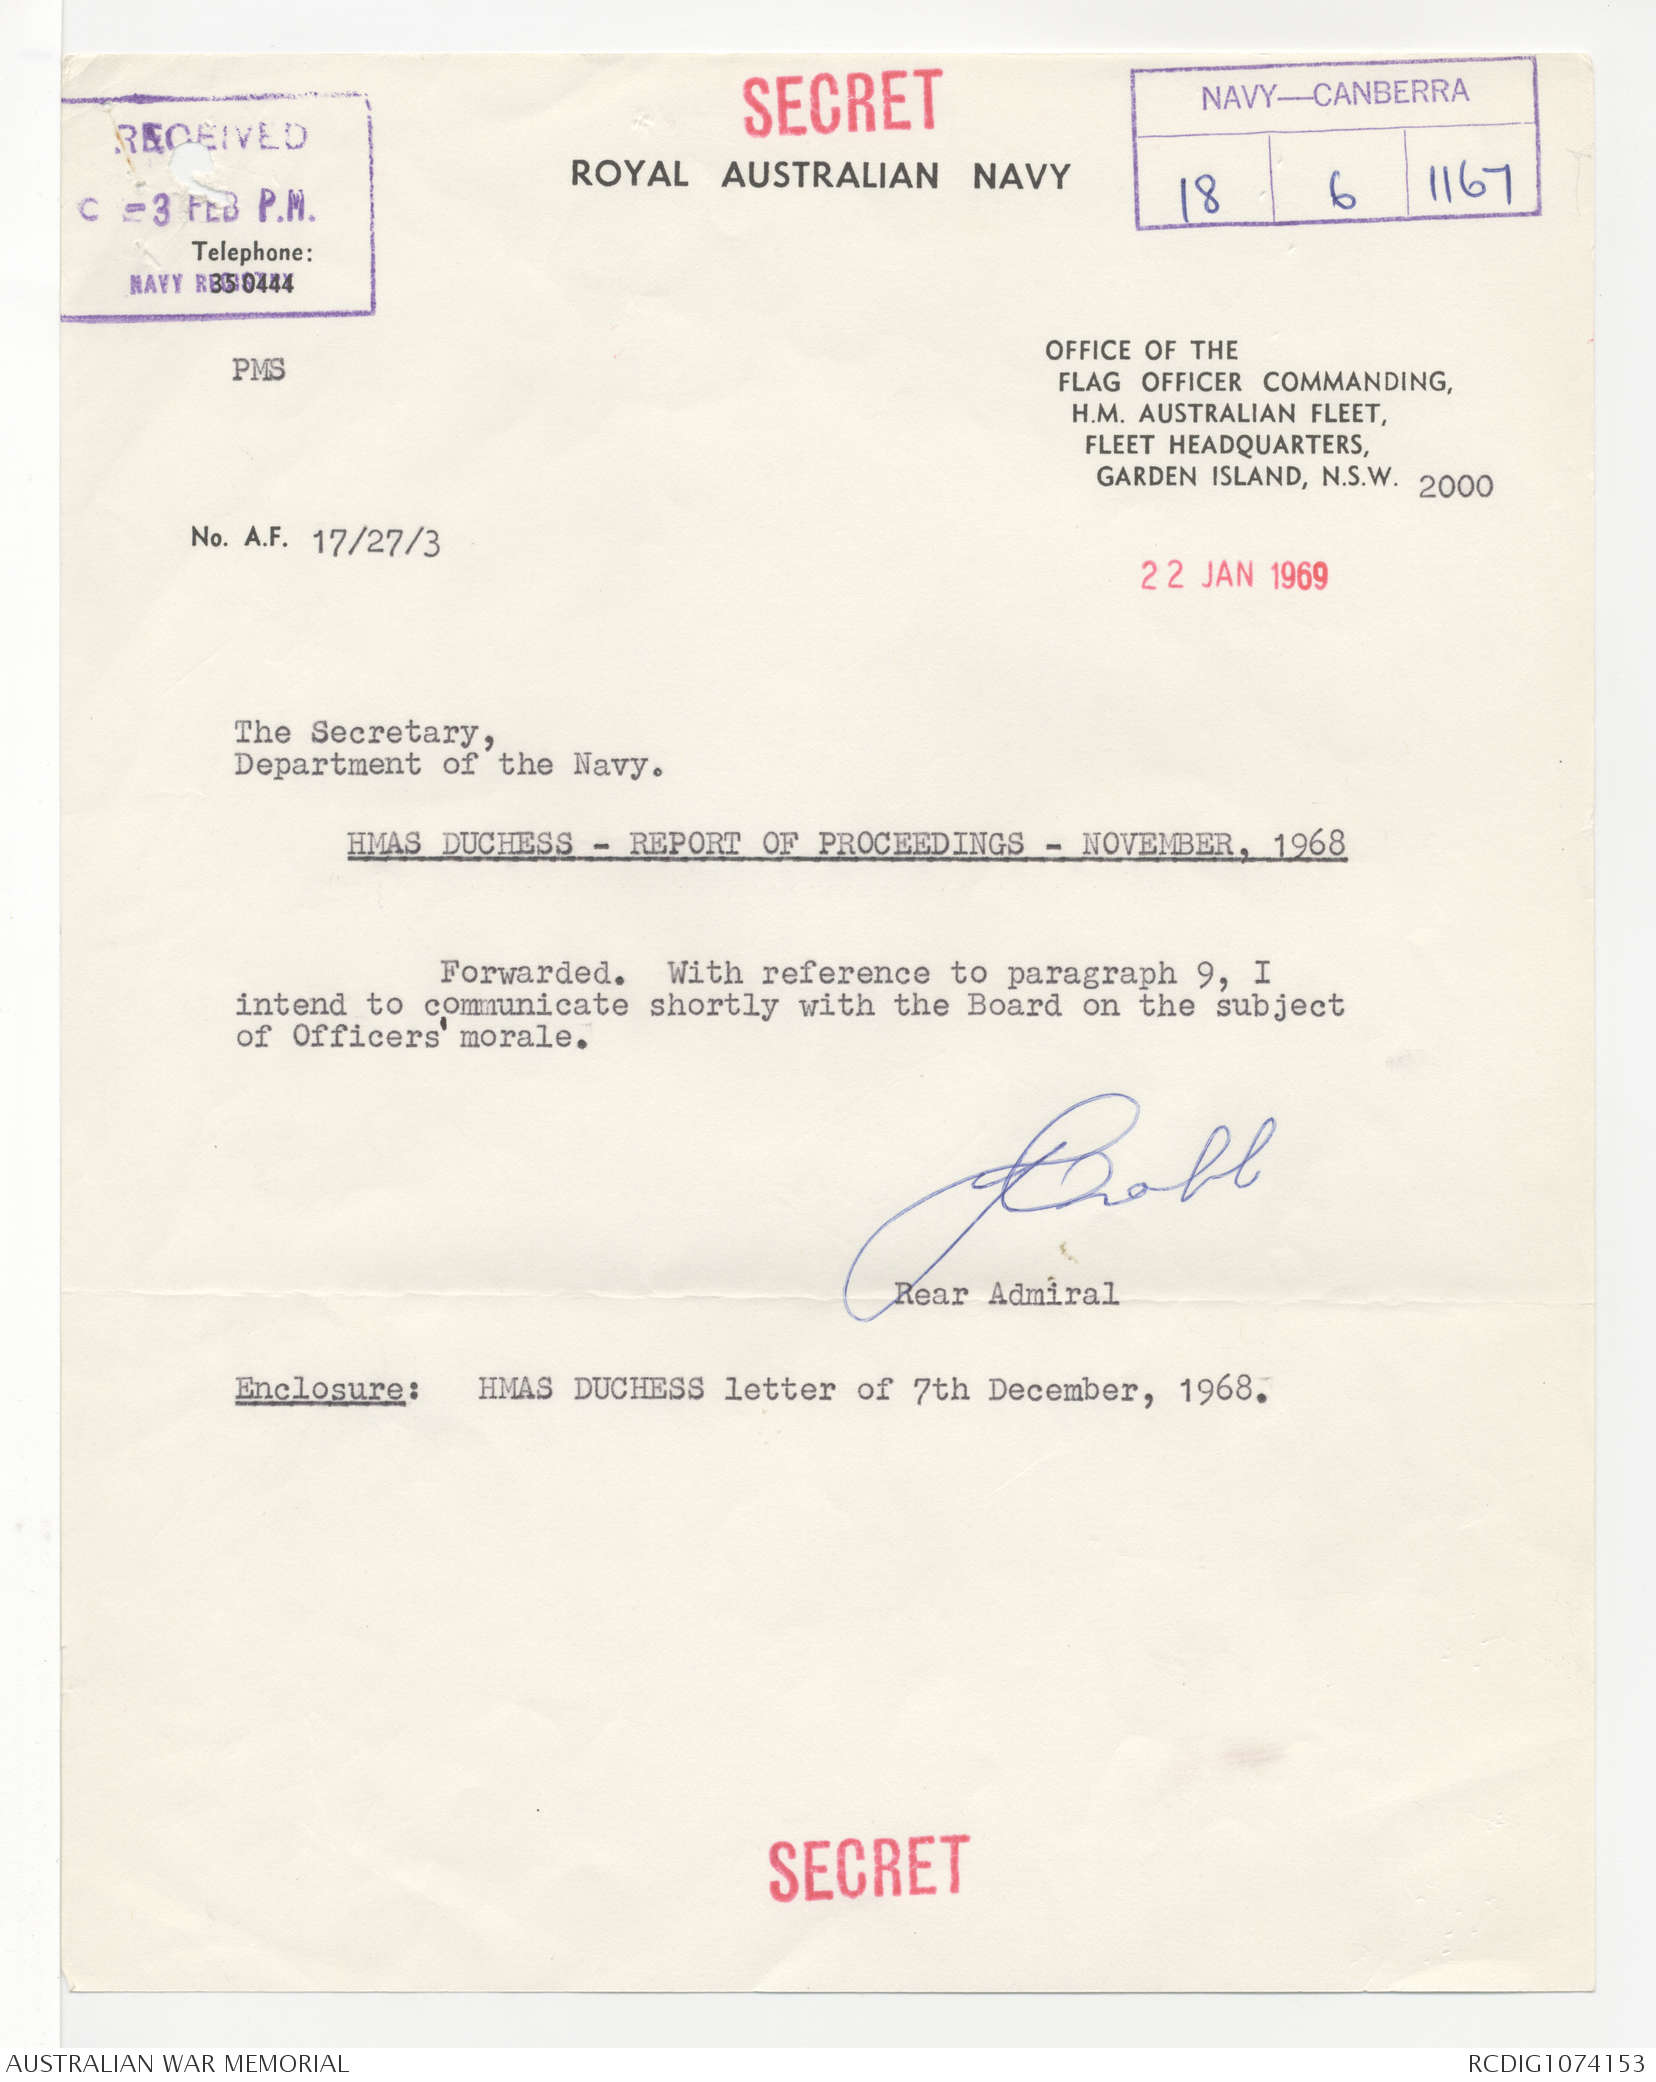 SECRET
ROYAL AUSTRALIAN NAVY
NAVY—CANBERRA
18 6 1167
RECEIVED
C -3 FEB P.M.
Telephone:
35 0444
NAVY REGISTRY
PMS
OFFICE OF THE
FLAG OFFICER COMMANDING,
H.M. AUSTRALIAN FLEET,
FLEET HEADQUARTERS,
GARDEN ISLAND, N.S.W. 2000
No. A.F. 17/27/3
22 JAN 1969
The Secretary,
Department of the Navy.
HMAS DUCHESS - REPORT OF PROCEEDINGS - NOVEMBER, 1968
Forwarded. With reference to paragraph 9, I
intend to communicate shortly with the Board on the subject
of Officers' morale.
Rear Admiral
Enclosure: HMAS DUCHESS letter of 7th December, 1968.
SECRET
AUSTRALIAN WAR MEMORIAL
RCDIG1074153